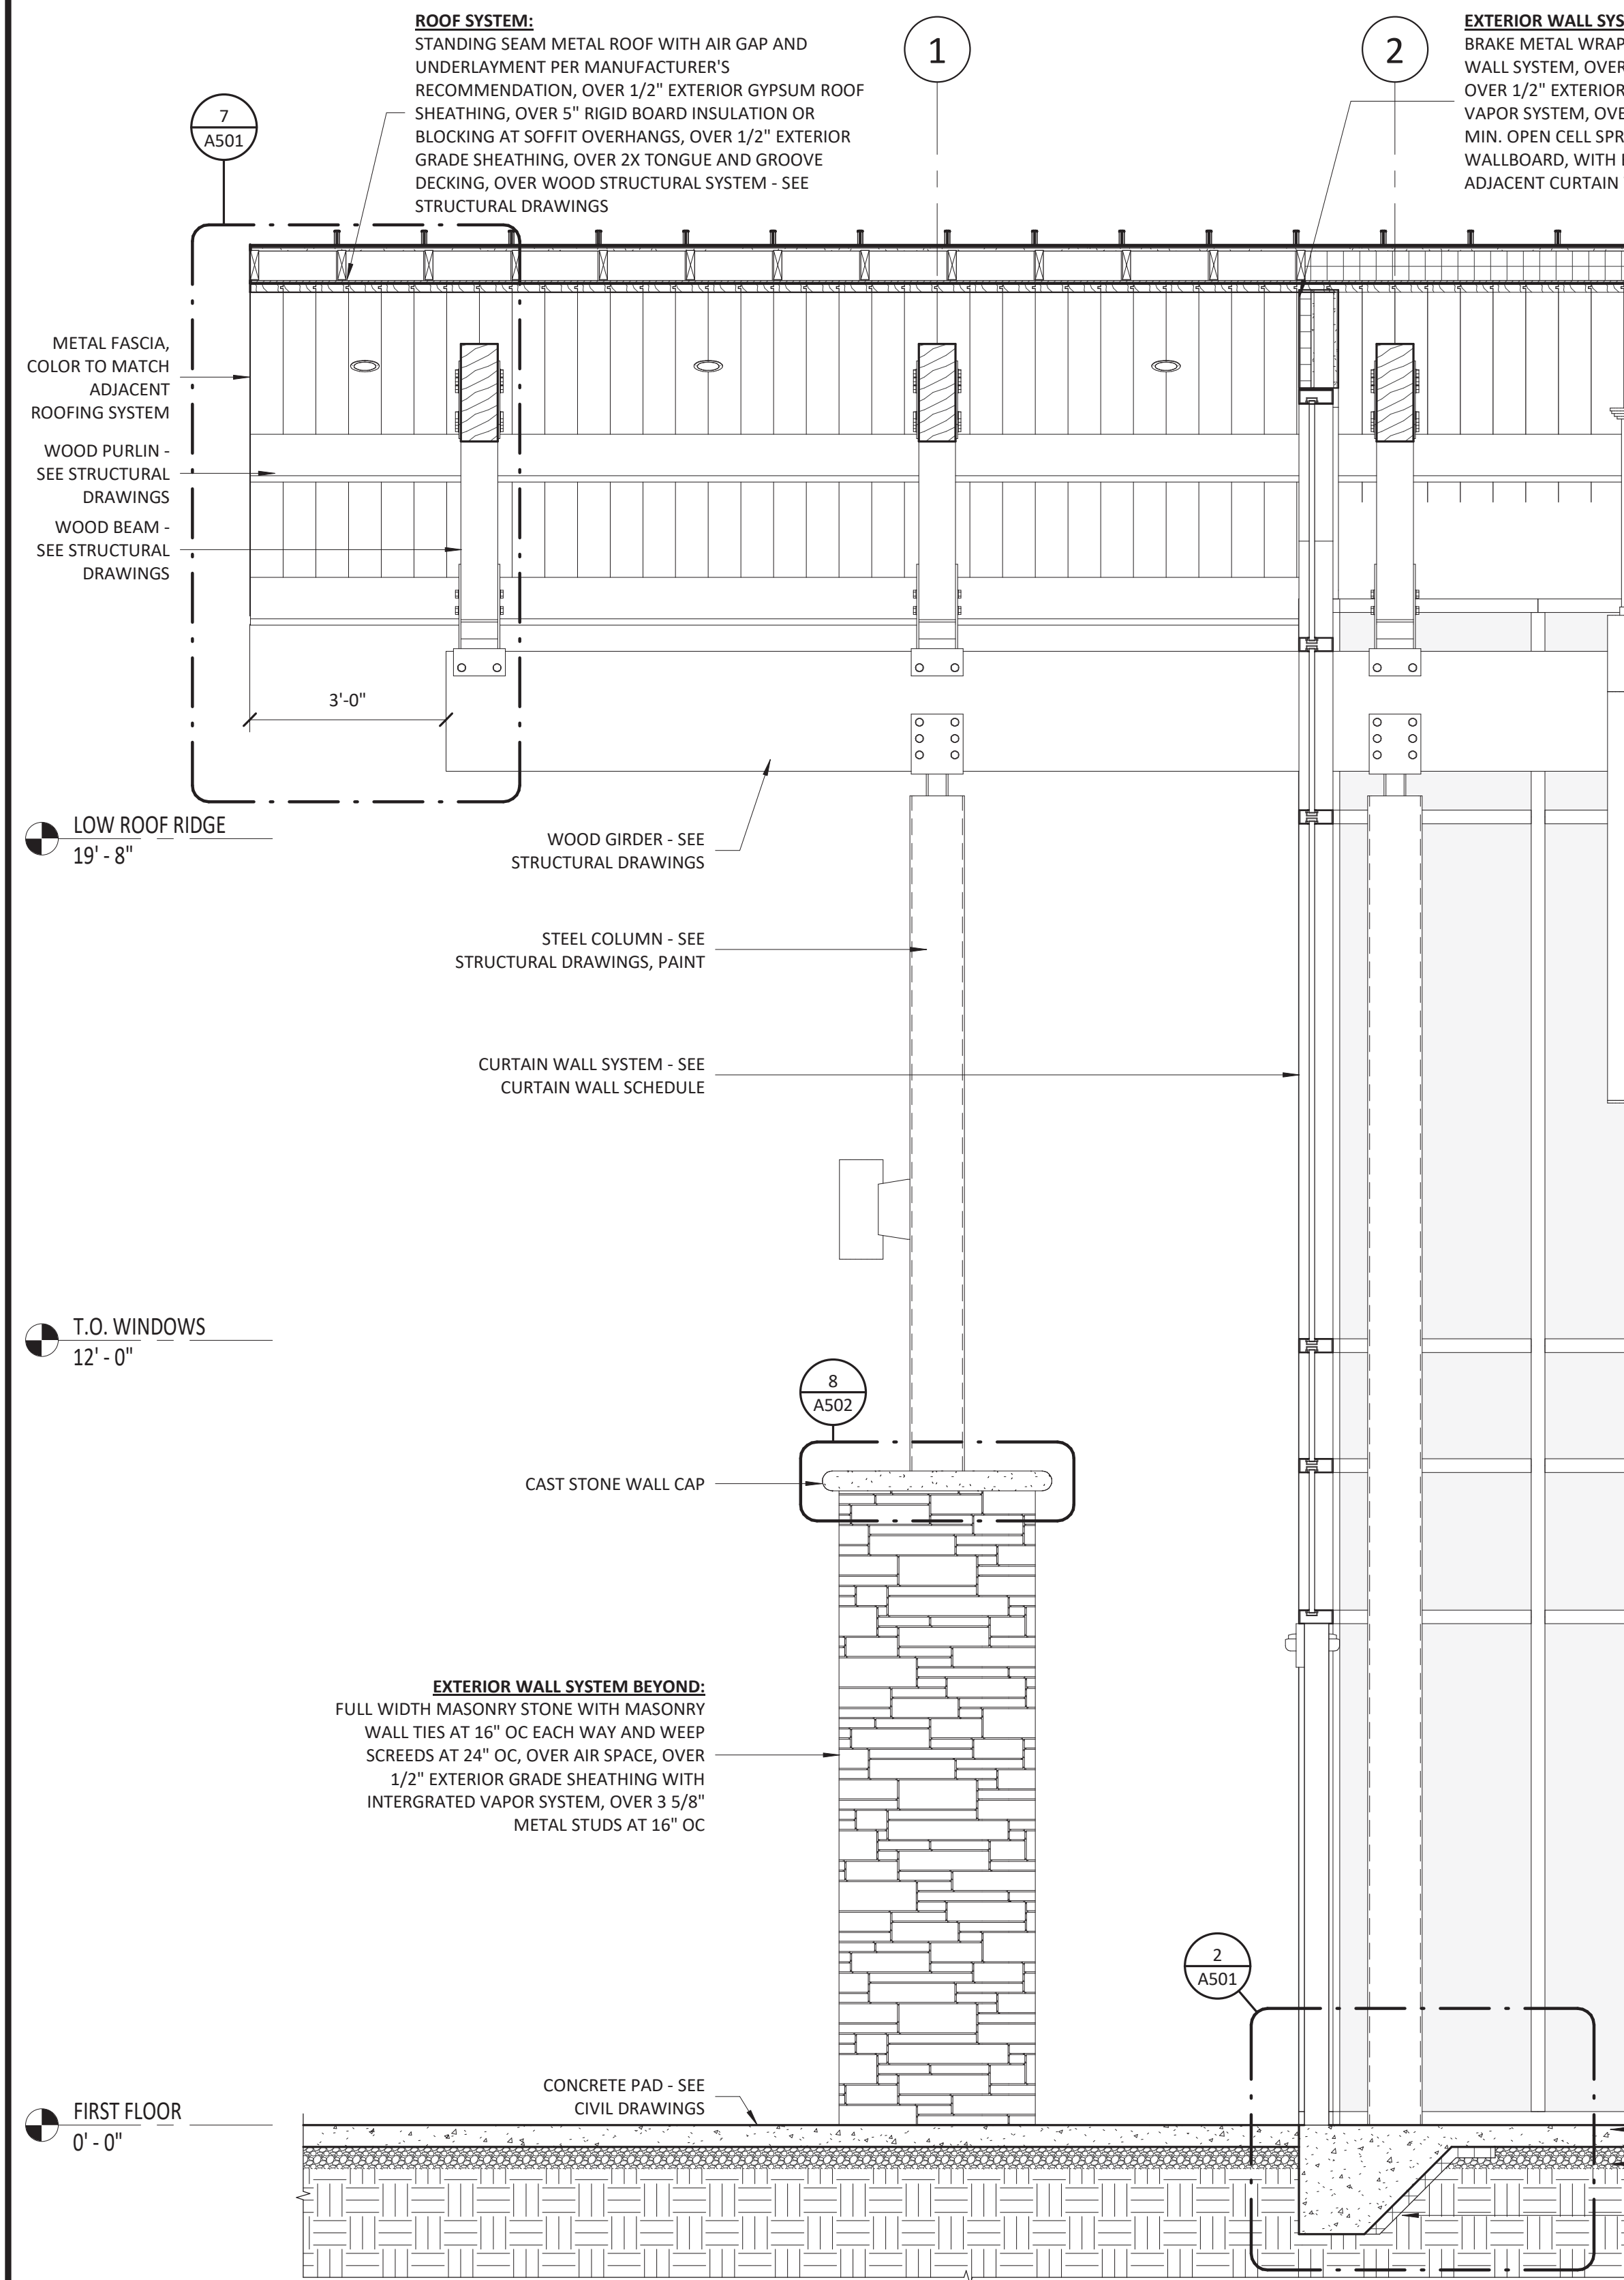 ROOF SYSTEM:
STANDING SEAM METAL ROOF WITH AIR GAP AND
UNDERLAYMENT PER MANUFACTURER'S
RECOMMENDATION, OVER 1/2" EXTERIOR GYPSUM ROOF
SHEATHING, OVER 5" RIGID BOARD INSULATION OR
BLOCKING AT SOFFIT OVERHANGS, OVER 1/2" EXTERIOR
GRADE SHEATHING, OVER 2X TONGUE AND GROOVE
DECKING, OVER WOOD STRUCTURAL SYSTEM - SEE
STRUCTURAL DRAWINGS
1
2
EXTERIOR WALL SYS
BRAKE METAL WRAP
WALL SYSTEM, OVER
OVER 1/2" EXTERIOR
VAPOR SYSTEM, OVE
MIN. OPEN CELL SPR
WALLBOARD, WITH
ADJACENT CURTAIN
7
A501
METAL FASCIA,
COLOR TO MATCH
ADJACENT
ROOFING SYSTEM
WOOD PURLIN -
SEE STRUCTURAL
DRAWINGS
WOOD BEAM -
SEE STRUCTURAL
DRAWINGS
3'-0"
LOW ROOF RIDGE
19' - 8"
WOOD GIRDER - SEE
STRUCTURAL DRAWINGS
STEEL COLUMN - SEE
STRUCTURAL DRAWINGS, PAINT
CURTAIN WALL SYSTEM - SEE
CURTAIN WALL SCHEDULE
T.O. WINDOWS
12' - 0"
8
A502
CAST STONE WALL CAP
EXTERIOR WALL SYSTEM BEYOND:
FULL WIDTH MASONRY STONE WITH MASONRY
WALL TIES AT 16" OC EACH WAY AND WEEP
SCREEDS AT 24" OC, OVER AIR SPACE, OVER
1/2" EXTERIOR GRADE SHEATHING WITH
INTERGRATED VAPOR SYSTEM, OVER 3 5/8"
METAL STUDS AT 16" OC
2
A501
CONCRETE PAD - SEE
CIVIL DRAWINGS
FIRST FLOOR
0' - 0"